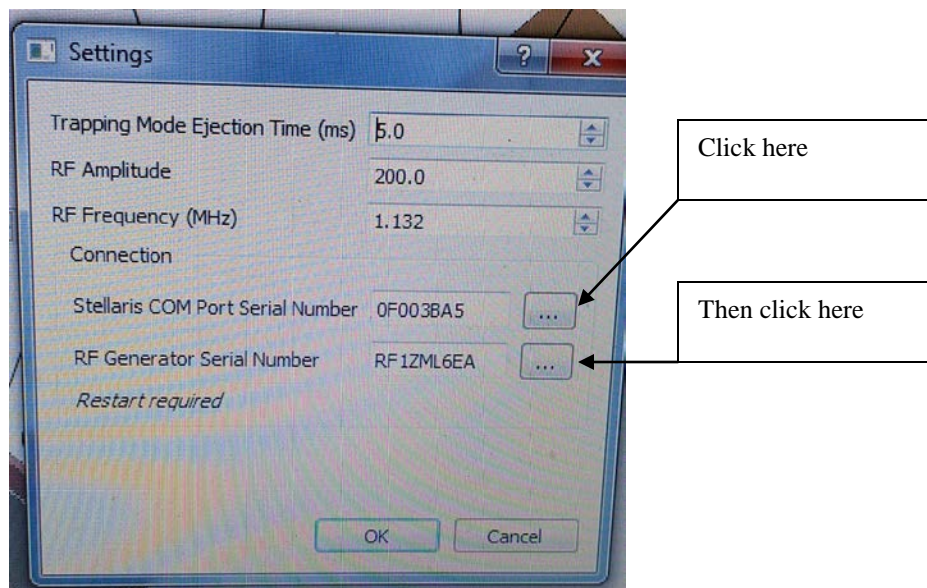 Settings
Trapping Mode Ejection Time (ms) 5.0
RF Amplitude 200.0
RF Frequency (MHz) 1.132
Connection
Stellaris COM Port Serial Number 0F003BA5 ...
RF Generator Serial Number RF1ZML6EA ...
Restart required
OK Cancel
Click here
Then click here